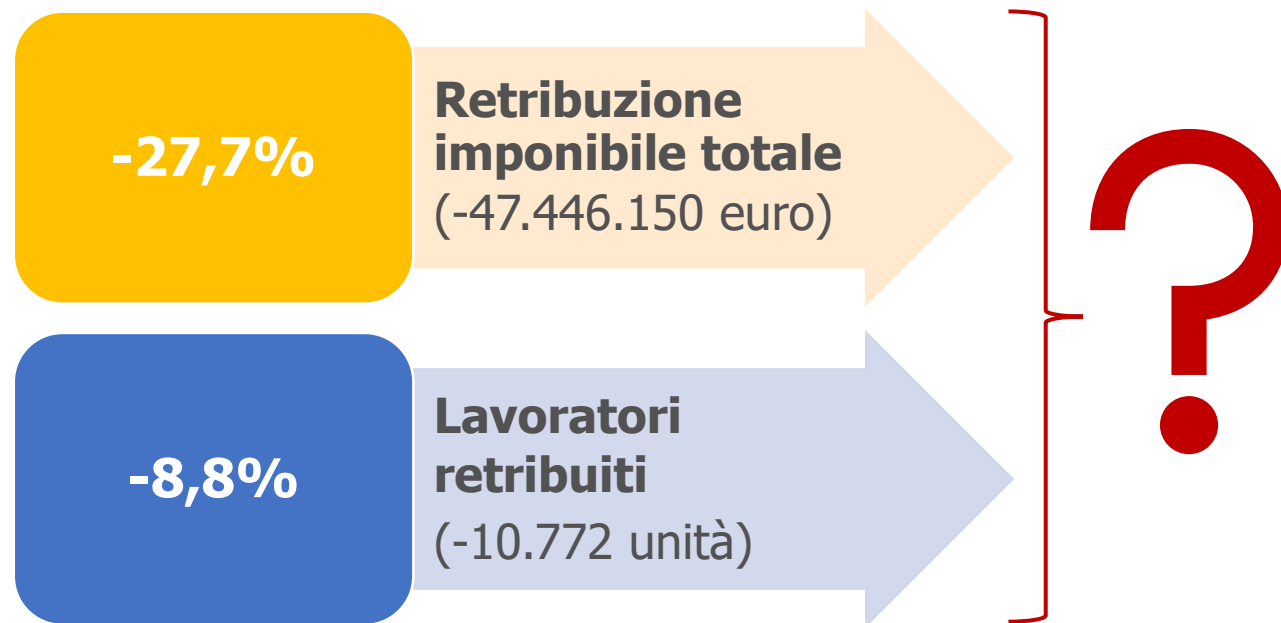 -27,7%
Retribuzione
imponibile totale
(-47.446.150 euro)
-8,8%
Lavoratori
retribuiti
(-10.772 unità)
?